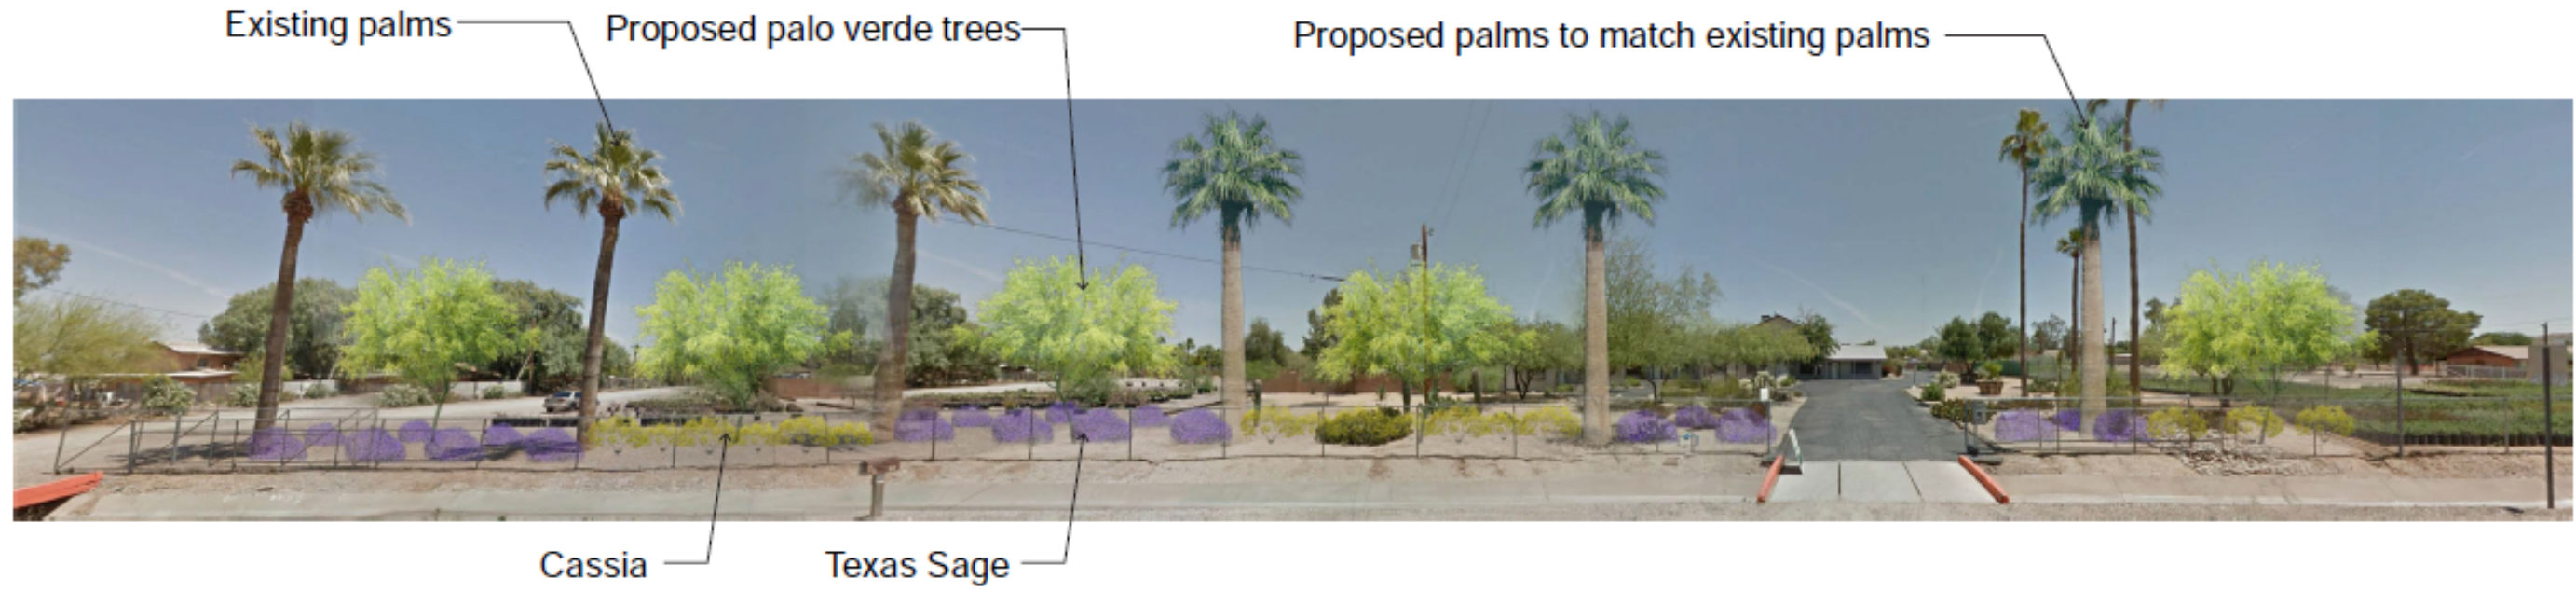 Existing palms
Proposed palo verde trees
Proposed palms to match existing palms
Cassia
Texas Sage